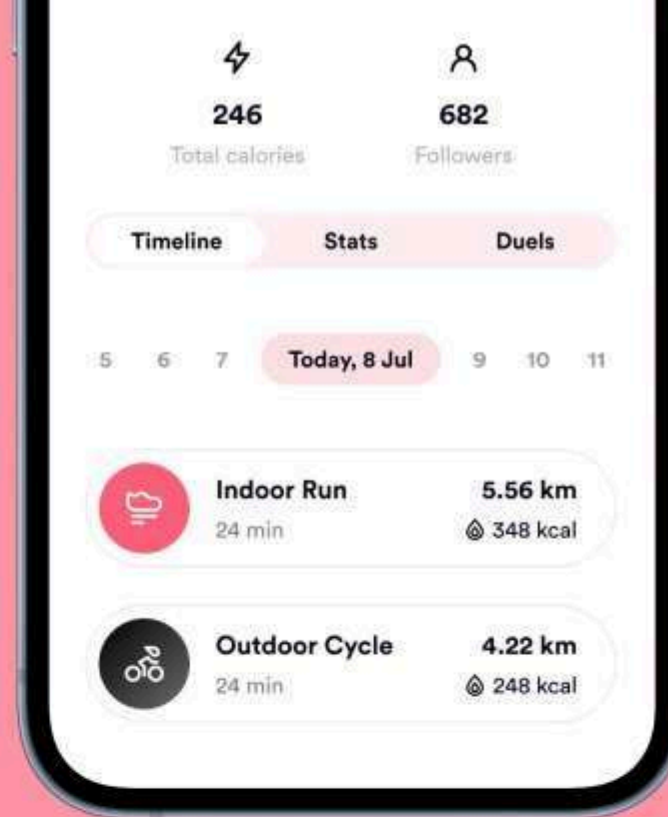 246 682
Total calories Followers
Timeline Stats Duels
5 6 7 Today, 8 Jul 9 10 11
Indoor Run 5.56 km
24 min 348 kcal
Outdoor Cycle 4.22 km
24 min 248 kcal